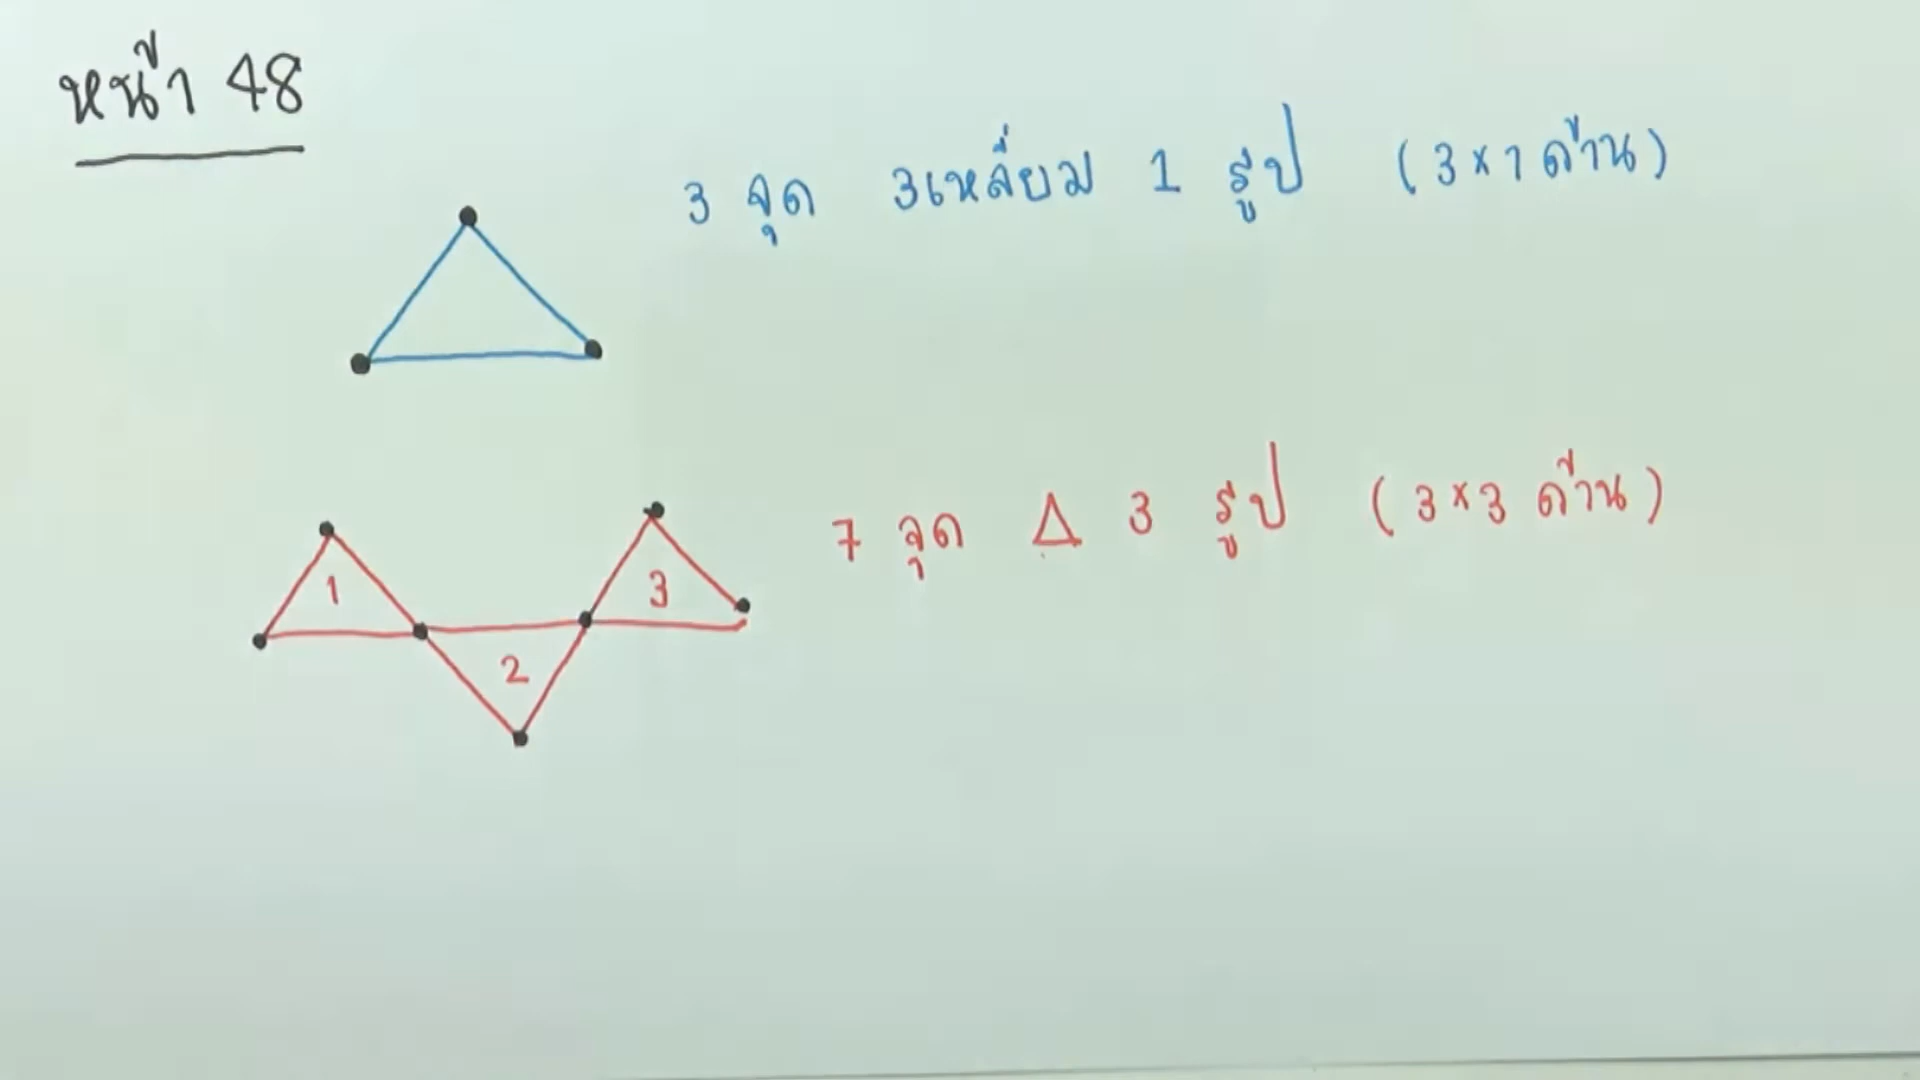 หน้า 48
3 จุด 3เหลี่ยม 1 รูป (3×1ด้าน)
7 จุด Δ 3 รูป (3×3 ด้าน)
1
3
2